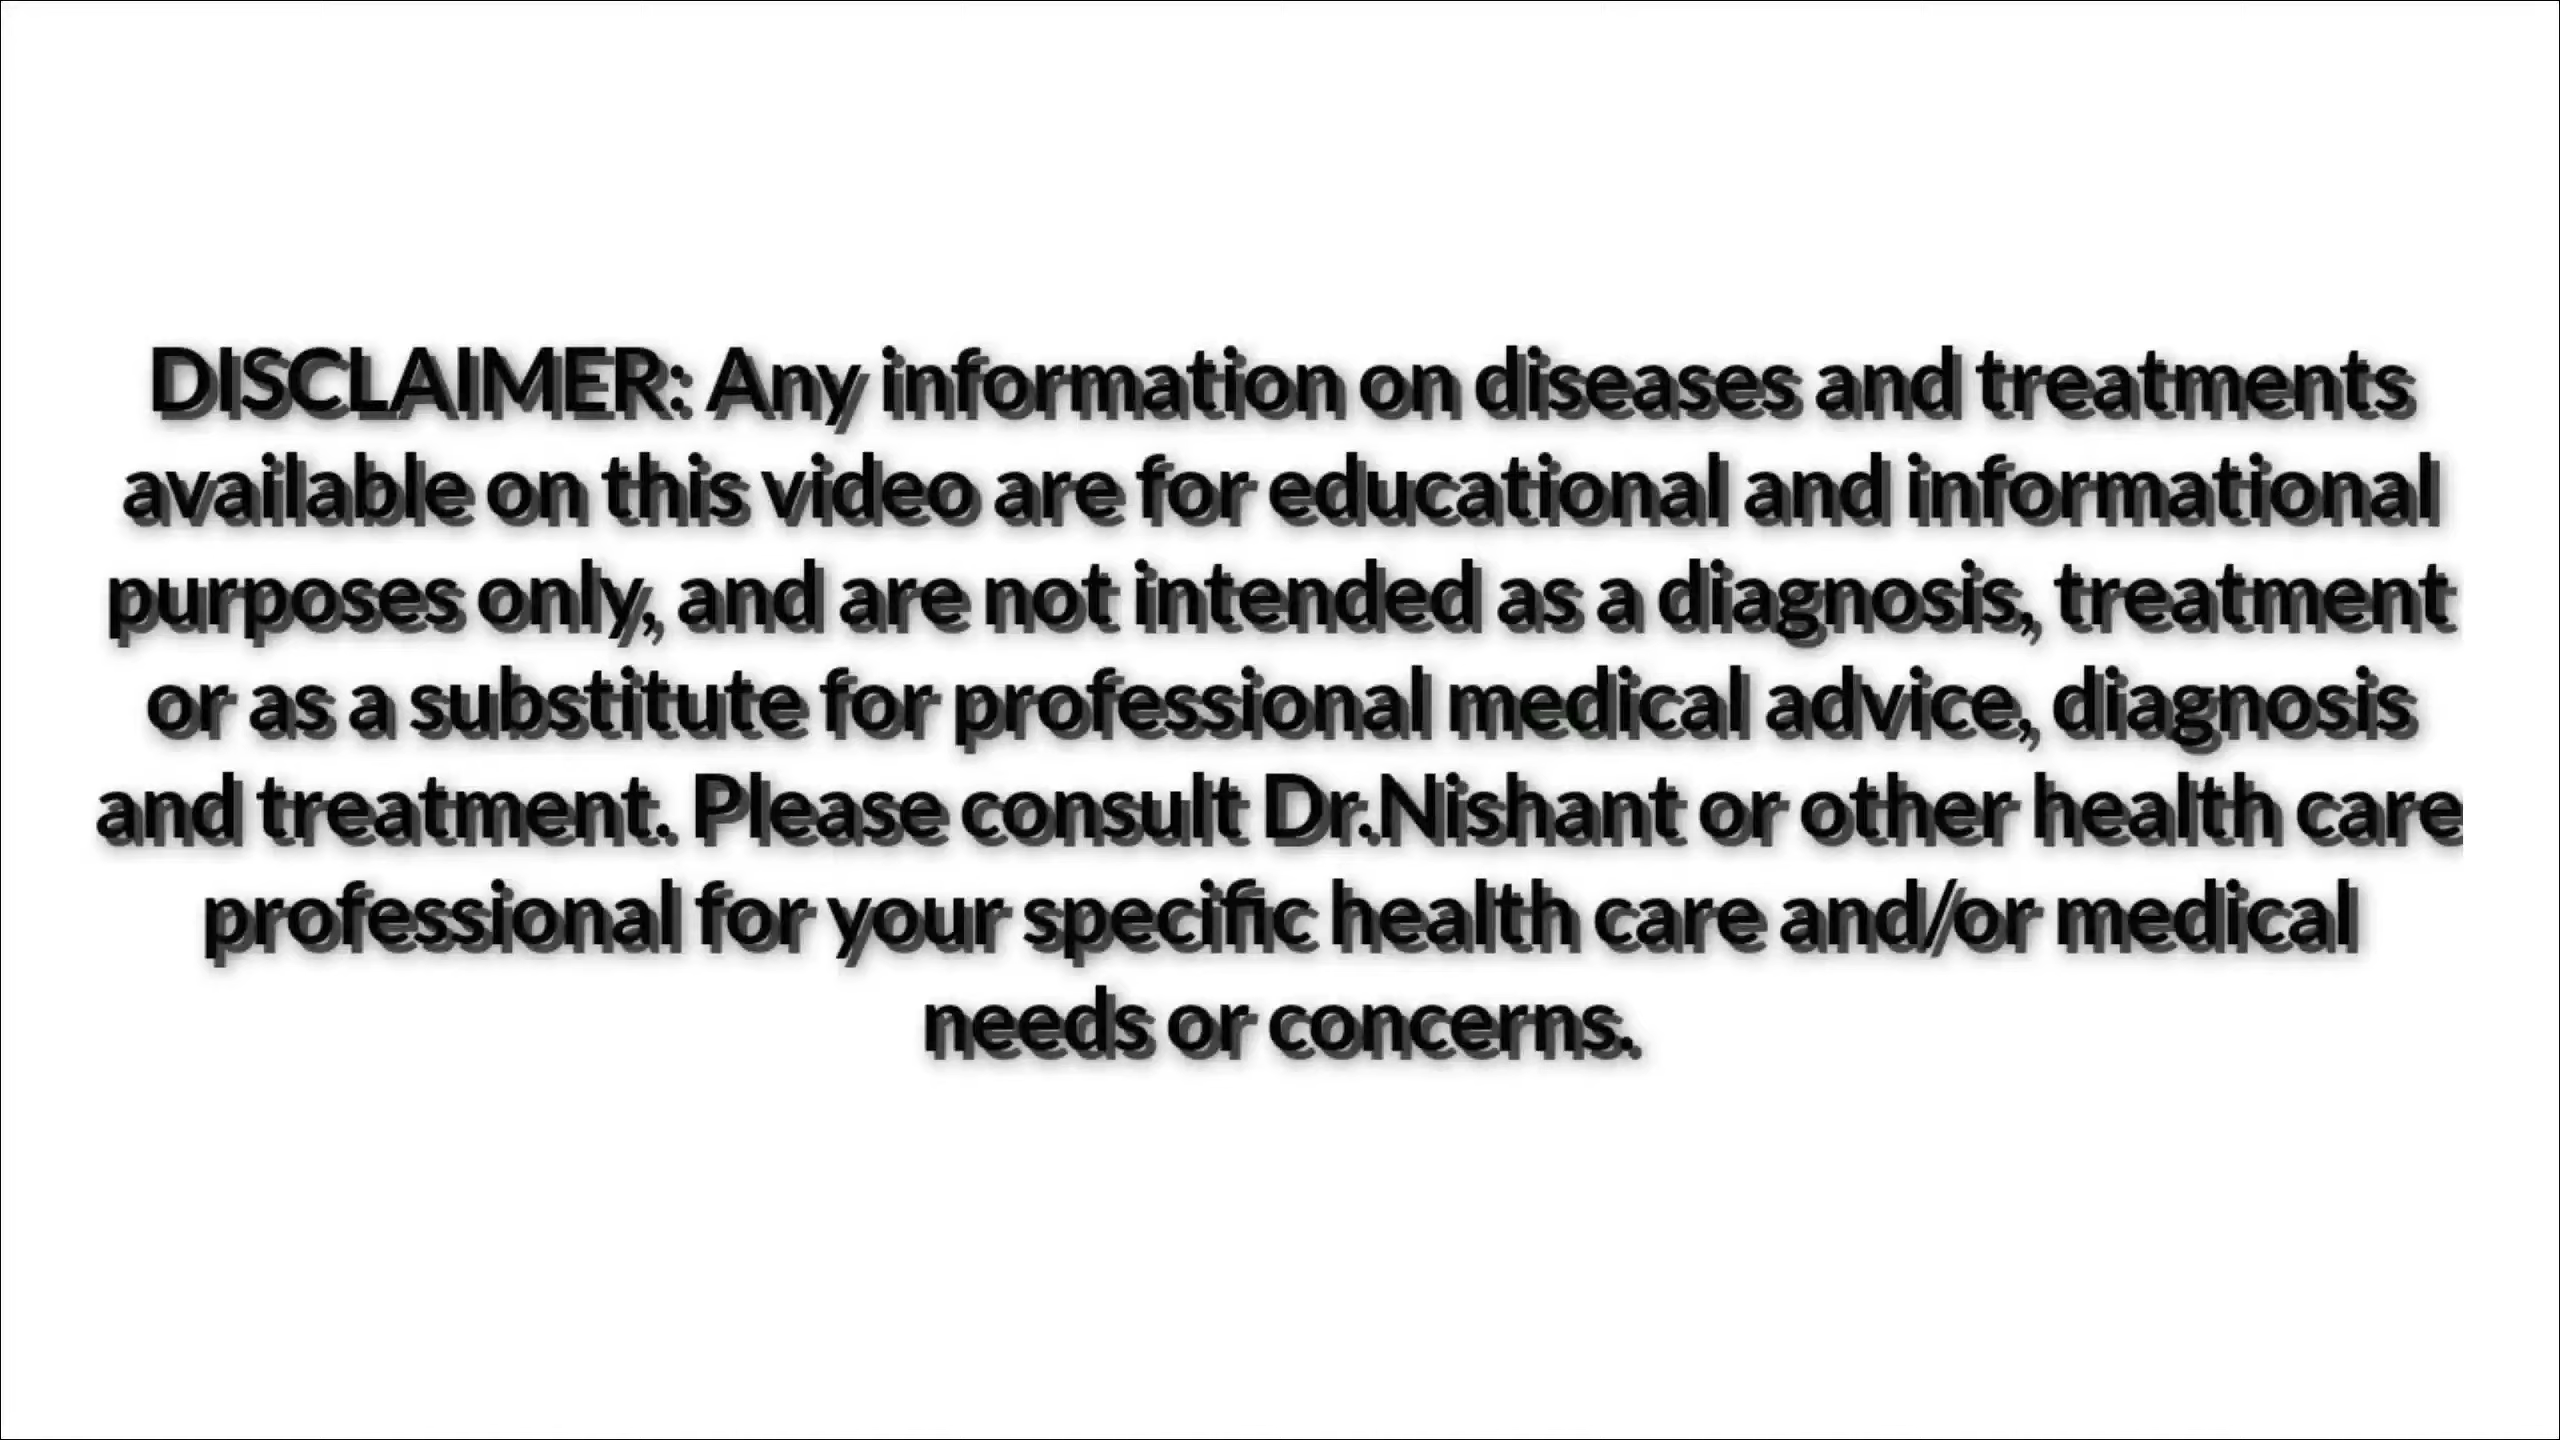 DISCLAIMER: Any information on diseases and treatments
available on this video are for educational and informational
purposes only, and are not intended as a diagnosis, treatment
or as a substitute for professional medical advice, diagnosis
and treatment. Please consult Dr.Nishant or other health care
professional for your specific health care and/or medical
needs or concerns.